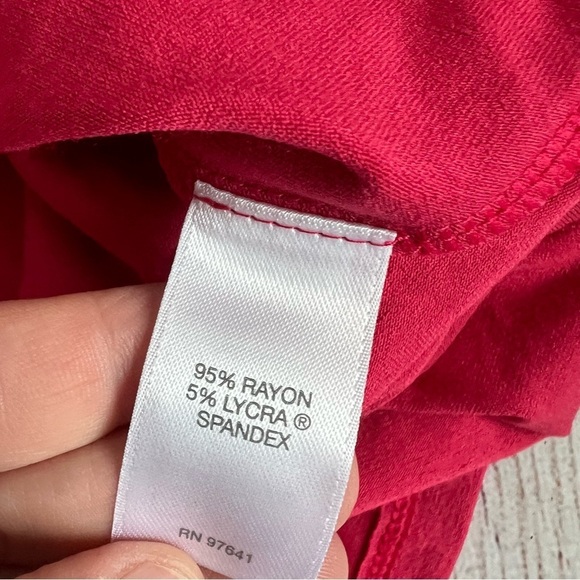 95% RAYON
5% LYCRA ®
SPANDEX
RN 97641